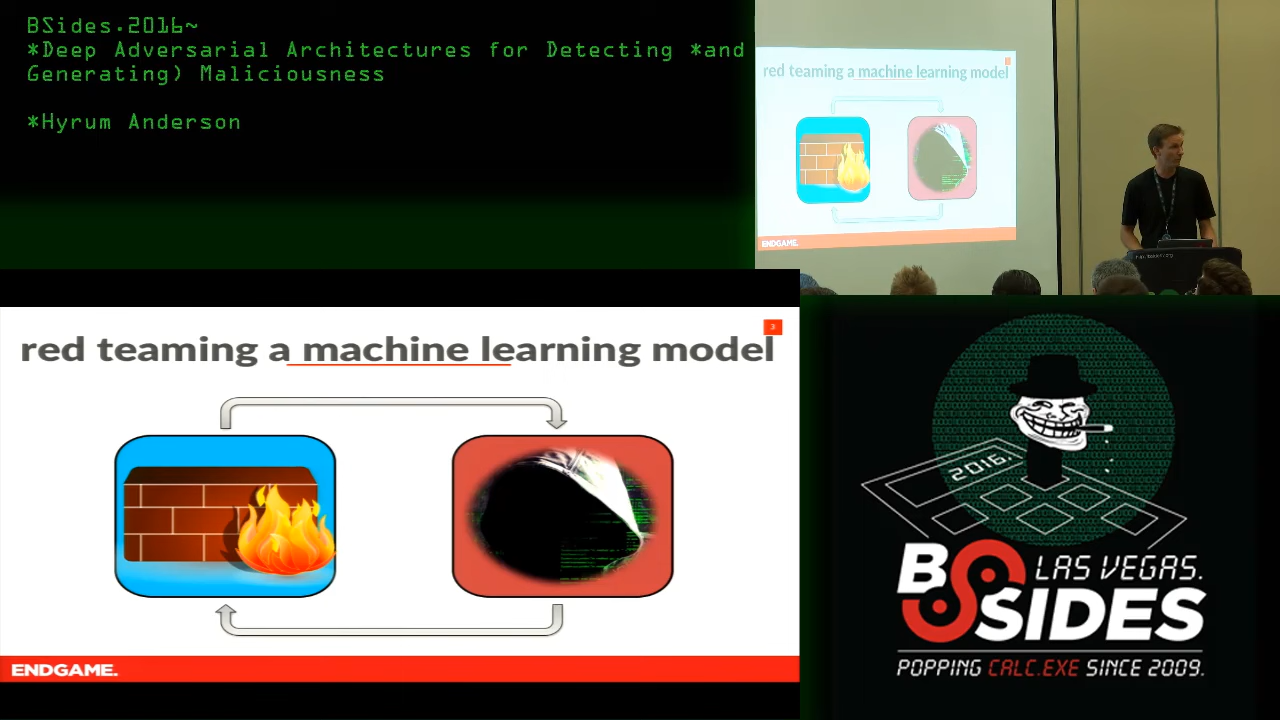 BSides.2016~
*Deep Adversarial Architectures for Detecting *and
Generating) Maliciousness
*Hyrum Anderson
red teaming a machine learning model
ENDGAME.
3
red teaming a machine learning model
ENDGAME.
2016.
BSIDES
LAS VEGAS.
POPPING CALC.EXE SINCE 2009.